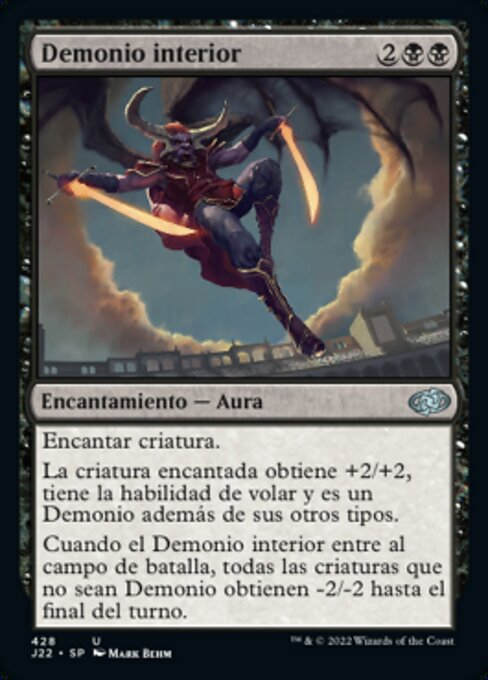 Demonio interior 2
Encantamiento — Aura
Encantar criatura.
La criatura encantada obtiene +2/+2,
tiene la habilidad de volar y es un
Demonio además de sus otros tipos.
Cuando el Demonio interior entre al
campo de batalla, todas las criaturas que
no sean Demonio obtienen -2/-2 hasta el
final del turno.
428 U
J22 • SP Mark Behm
™ & © 2022 Wizards of the Coast